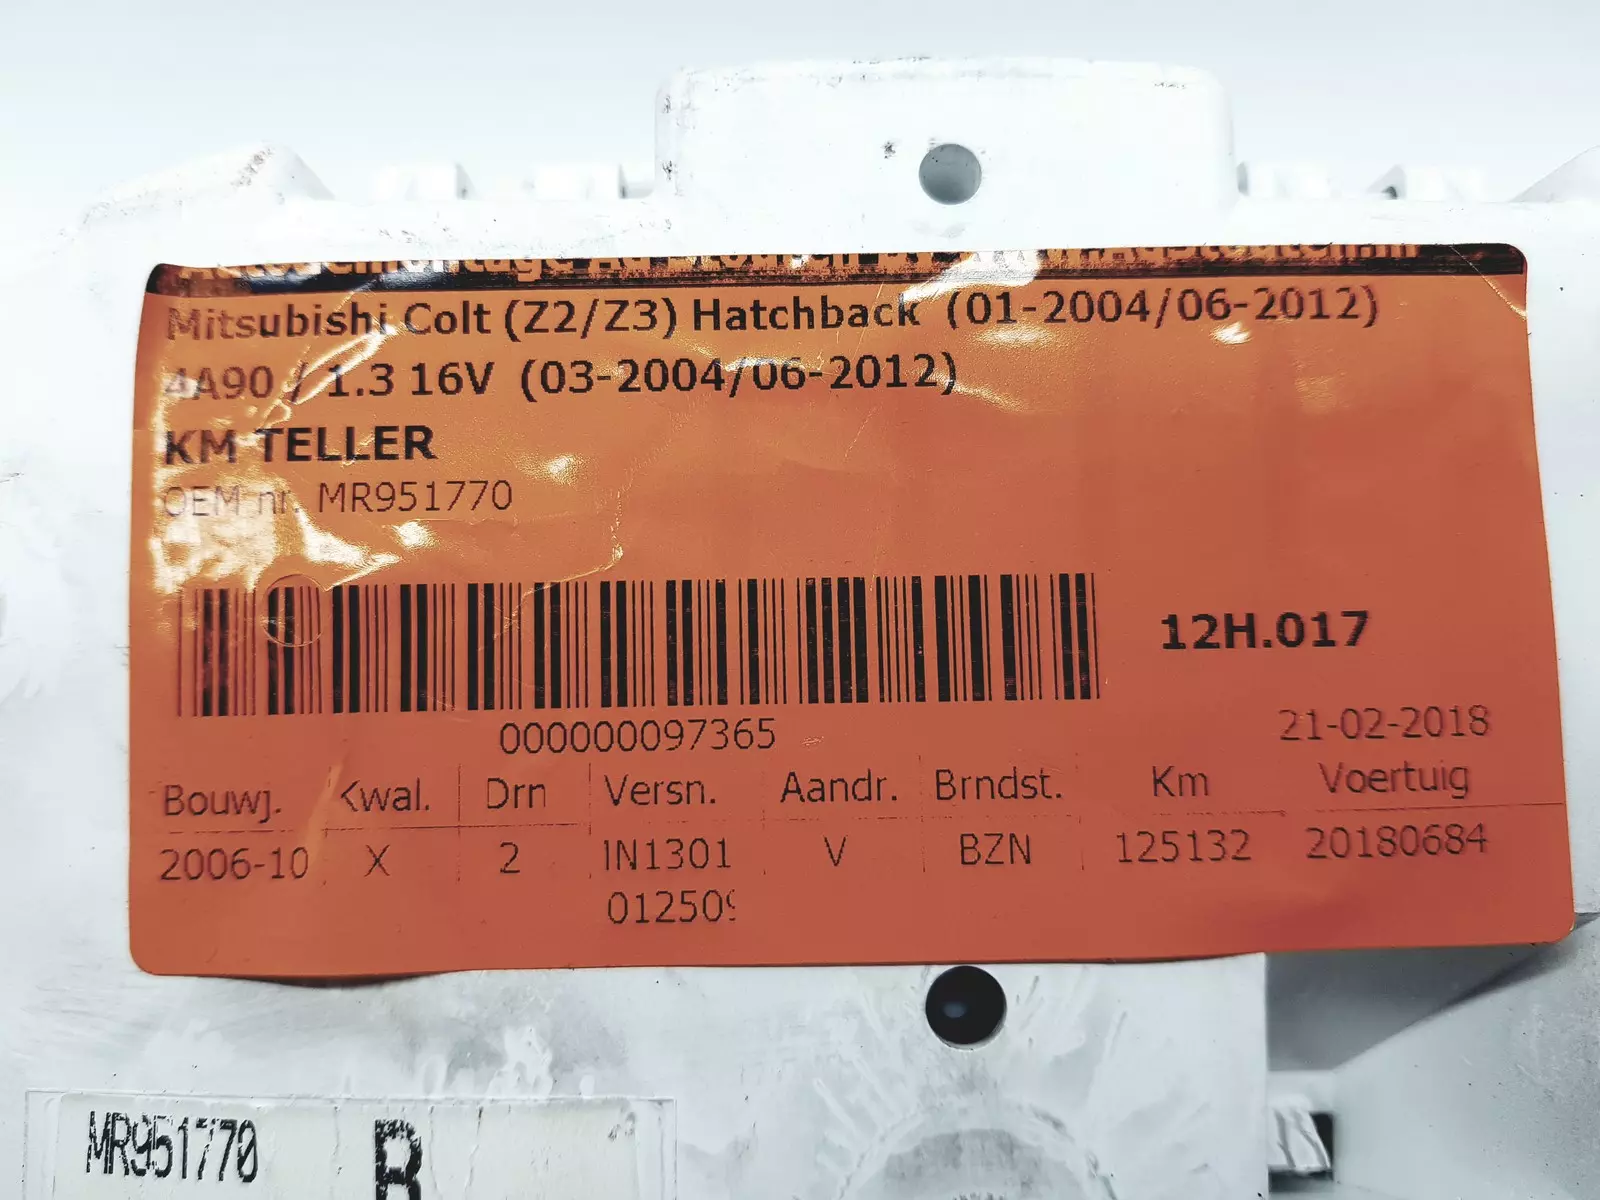 Mitsubishi Colt (Z2/Z3) Hatchback (01-2004/06-2012)
4A90 / 1.3 16V (03-2004/06-2012)
KM TELLER
OEM nr. MR951770
12H.017
000000097365
21-02-2018
Bouwj. Kwal. Drn Versn. Aandr. Brndst. Km Voertuig
2006-10 X 2 IN1301 V BZN 125132 20180684
012509
MR951770 B